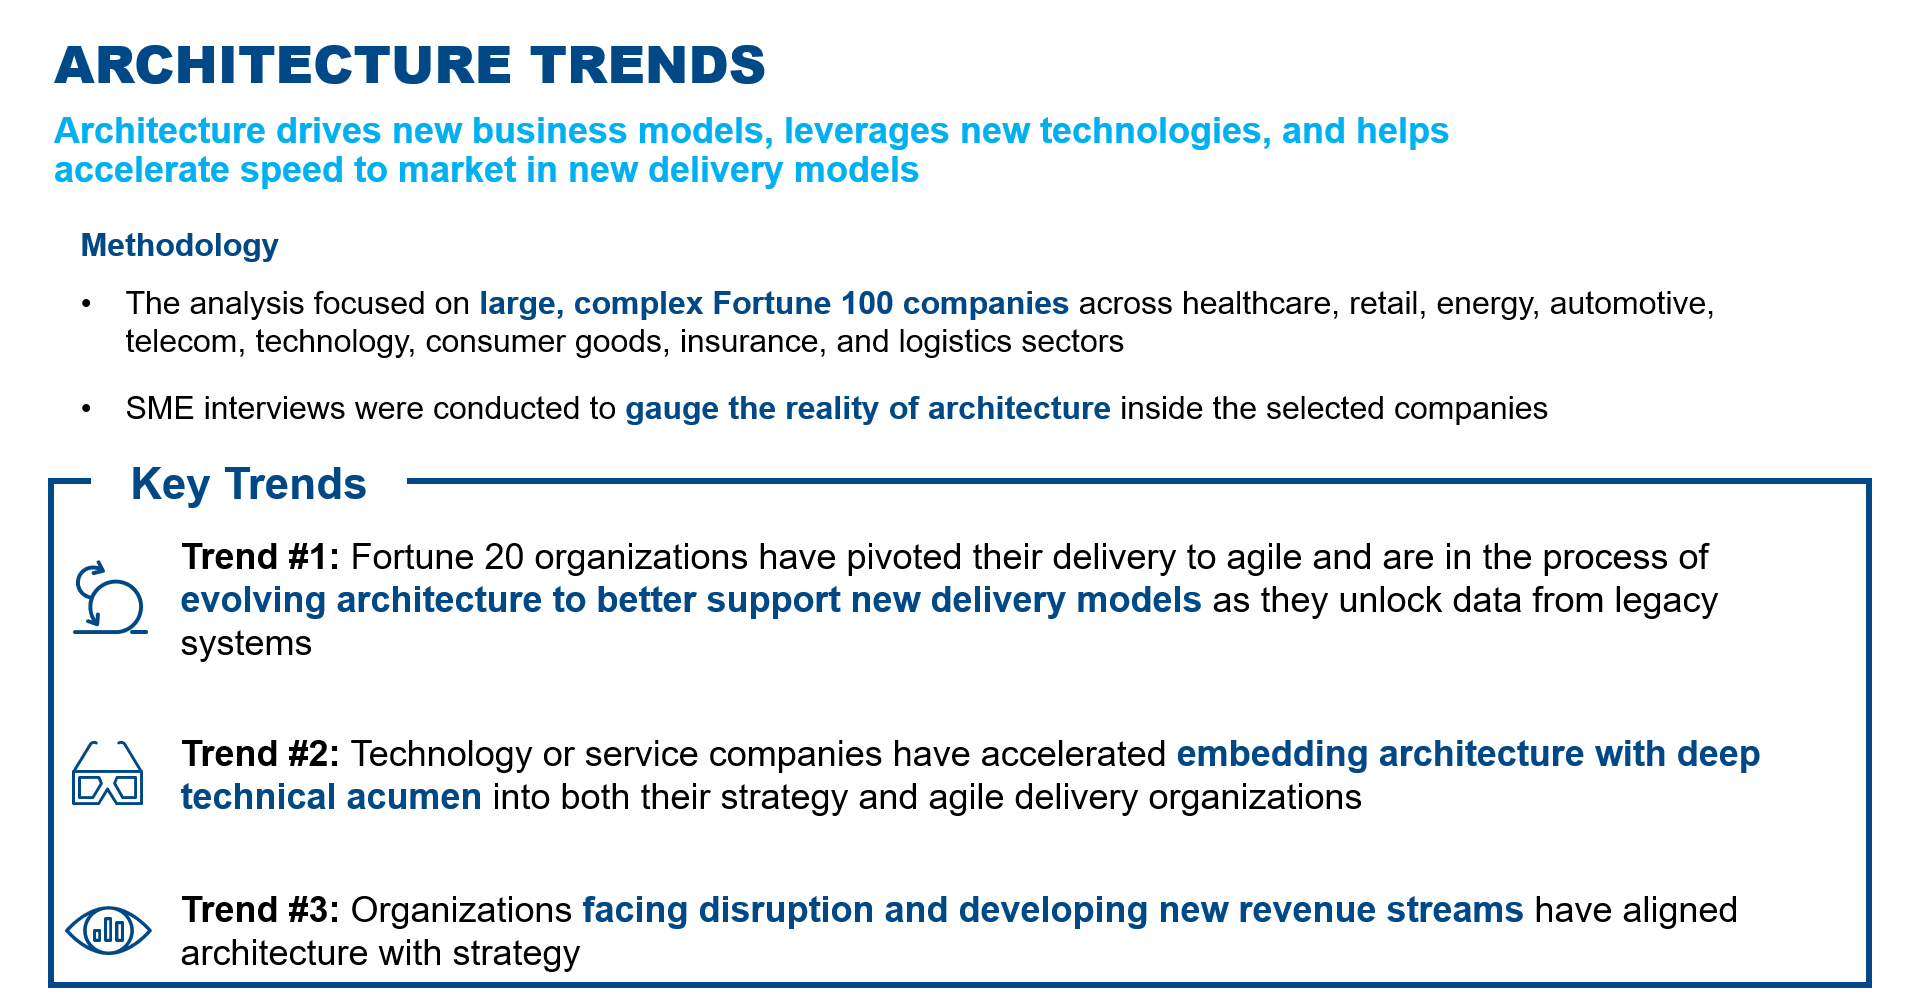 ARCHITECTURE TRENDS
Architecture drives new business models, leverages new technologies, and helps
accelerate speed to market in new delivery models
Methodology
• The analysis focused on large, complex Fortune 100 companies across healthcare, retail, energy, automotive,
telecom, technology, consumer goods, insurance, and logistics sectors
• SME interviews were conducted to gauge the reality of architecture inside the selected companies
Key Trends
Trend #1: Fortune 20 organizations have pivoted their delivery to agile and are in the process of
evolving architecture to better support new delivery models as they unlock data from legacy
systems
Trend #2: Technology or service companies have accelerated embedding architecture with deep
technical acumen into both their strategy and agile delivery organizations
Trend #3: Organizations facing disruption and developing new revenue streams have aligned
architecture with strategy